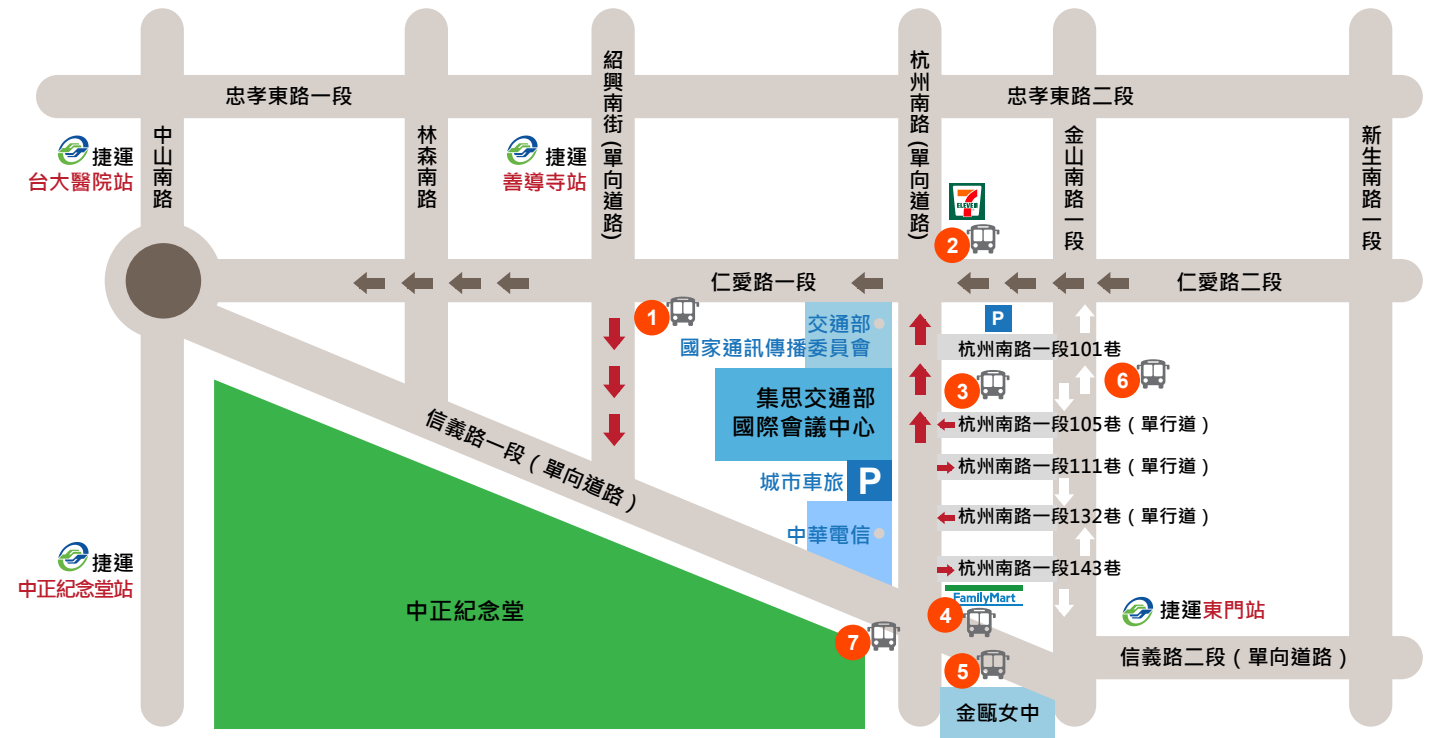 忠孝東路一段
忠孝東路二段
中山南路
林森南路
紹興南街(單向道路)
杭州南路(單向道路)
金山南路一段
新生南路一段
捷運
台大醫院站
捷運
善導寺站
7
ELEVEn
2
仁愛路一段
仁愛路二段
1
交通部
國家通訊傳播委員會
P
杭州南路一段101巷
3
6
集思交通部
國際會議中心
杭州南路一段105巷(單行道)
杭州南路一段111巷(單行道)
城市車旅 P
杭州南路一段132巷(單行道)
中華電信
杭州南路一段143巷
信義路一段(單向道路)
捷運
中正紀念堂站
中正紀念堂
FamilyMart
4
捷運東門站
7
5
信義路二段(單向道路)
金甌女中